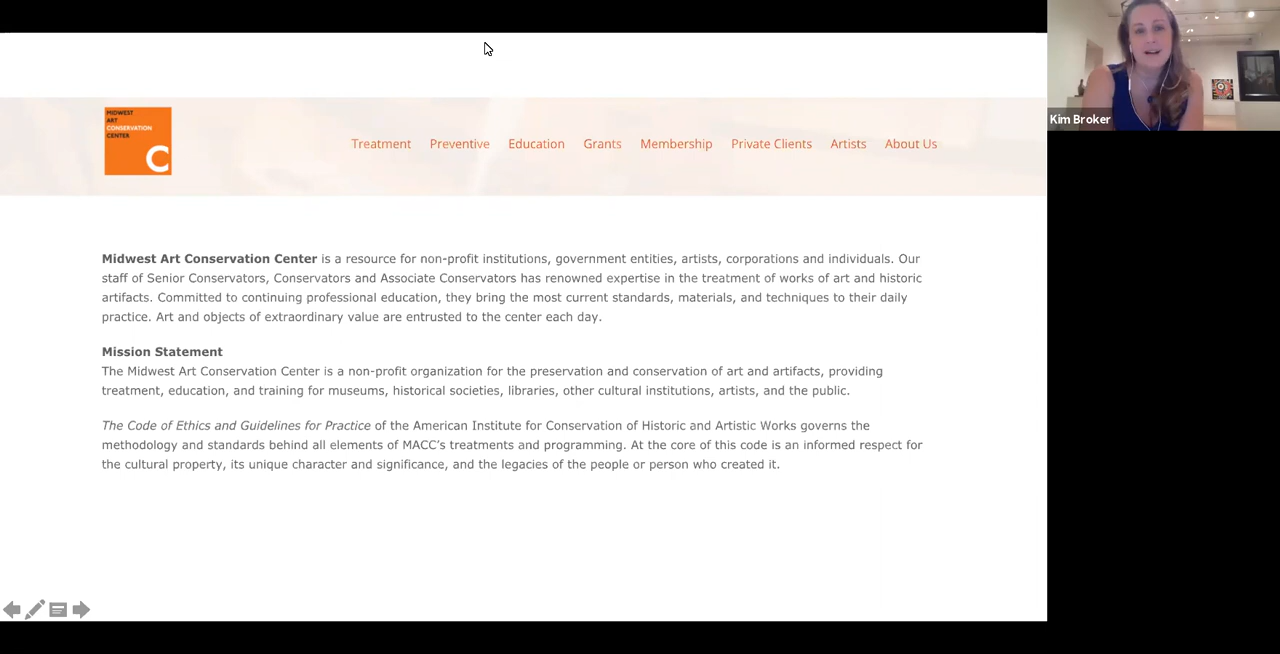 MIDWEST
ART
CONSERVATION
CENTER
C
Treatment Preventive Education Grants Membership Private Clients Artists About Us
Kim Broker
Midwest Art Conservation Center is a resource for non-profit institutions, government entities, artists, corporations and individuals. Our
staff of Senior Conservators, Conservators and Associate Conservators has renowned expertise in the treatment of works of art and historic
artifacts. Committed to continuing professional education, they bring the most current standards, materials, and techniques to their daily
practice. Art and objects of extraordinary value are entrusted to the center each day.
Mission Statement
The Midwest Art Conservation Center is a non-profit organization for the preservation and conservation of art and artifacts, providing
treatment, education, and training for museums, historical societies, libraries, other cultural institutions, artists, and the public.
The Code of Ethics and Guidelines for Practice of the American Institute for Conservation of Historic and Artistic Works governs the
methodology and standards behind all elements of MACC’s treatments and programming. At the core of this code is an informed respect for
the cultural property, its unique character and significance, and the legacies of the people or person who created it.